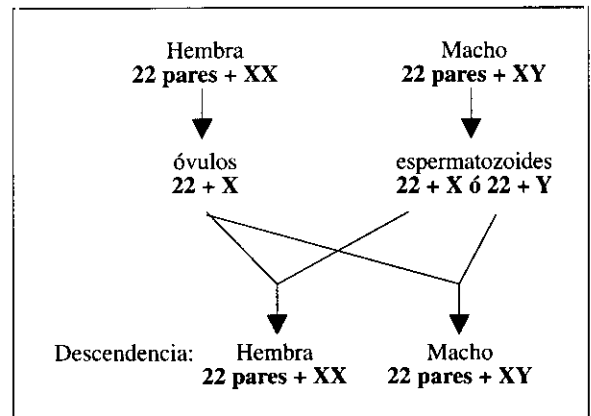 Hembra
22 pares + XX
Macho
22 pares + XY
óvulos
22 + X
espermatozoides
22 + X ó 22 + Y
Descendencia:
Hembra
22 pares + XX
Macho
22 pares + XY